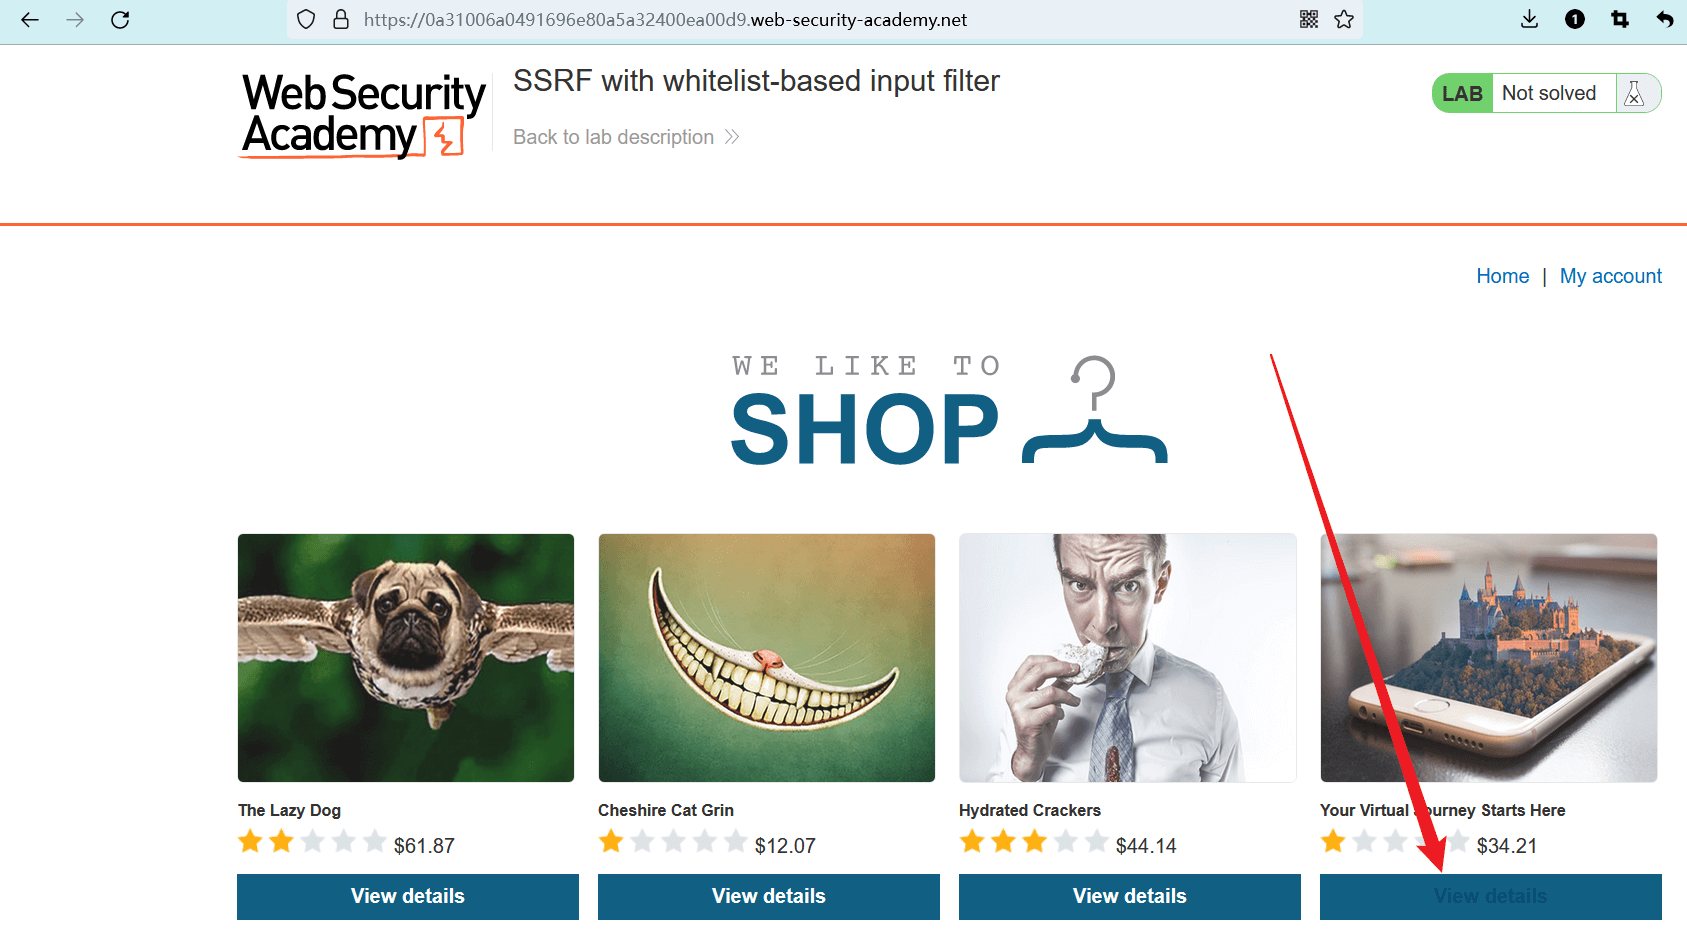 https://0a31006a0491696e80a5a32400ea00d9.web-security-academy.net
1
Web Security
Academy
SSRF with whitelist-based input filter
Back to lab description
LAB Not solved
Home | My account
WE LIKE TO
SHOP
The Lazy Dog
$61.87
View details
Cheshire Cat Grin
$12.07
View details
Hydrated Crackers
$44.14
View details
Your Virtual Journey Starts Here
$34.21
View details